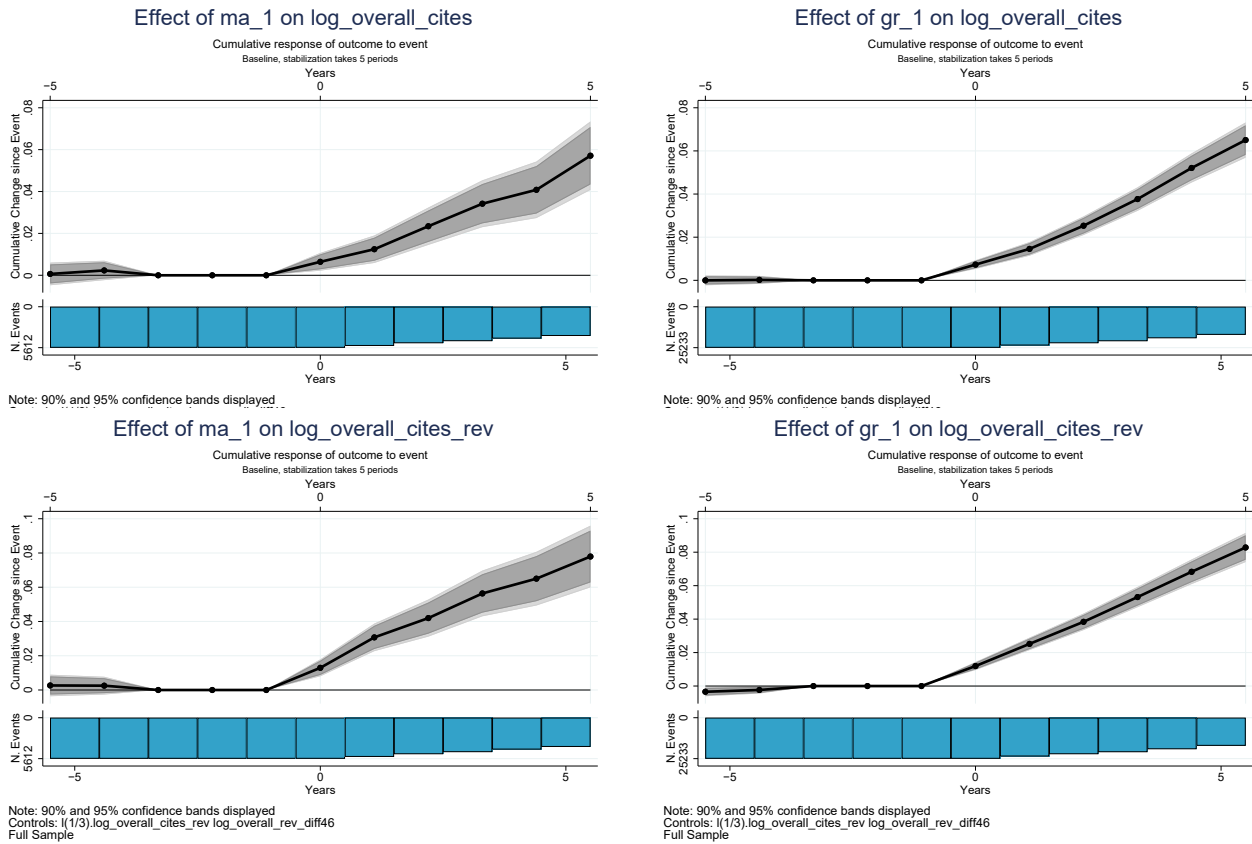 Effect of ma_1 on log_overall_cites
Cumulative response of outcome to event
Baseline, stabilization takes 5 periods
Years
−5 0 5
Cumulative Change since Event
0 .02 .04 .06 .08
N. Events
5612 0
−5 0 5
Years
Note: 90% and 95% confidence bands displayed
Effect of gr_1 on log_overall_cites
Cumulative response of outcome to event
Baseline, stabilization takes 5 periods
Years
−5 0 5
Cumulative Change since Event
0 .02 .04 .06 .08
N. Events
25233 0
−5 0 5
Years
Note: 90% and 95% confidence bands displayed
Effect of ma_1 on log_overall_cites_rev
Cumulative response of outcome to event
Baseline, stabilization takes 5 periods
Years
−5 0 5
Cumulative Change since Event
0 .02 .04 .06 .08 .1
N. Events
5612 0
−5 0 5
Years
Note: 90% and 95% confidence bands displayed
Controls: l(1/3).log_overall_cites_rev log_overall_rev_diff46
Full Sample
Effect of gr_1 on log_overall_cites_rev
Cumulative response of outcome to event
Baseline, stabilization takes 5 periods
Years
−5 0 5
Cumulative Change since Event
0 .02 .04 .06 .08 .1
N. Events
25233 0
−5 0 5
Years
Note: 90% and 95% confidence bands displayed
Controls: l(1/3).log_overall_cites_rev log_overall_rev_diff46
Full Sample